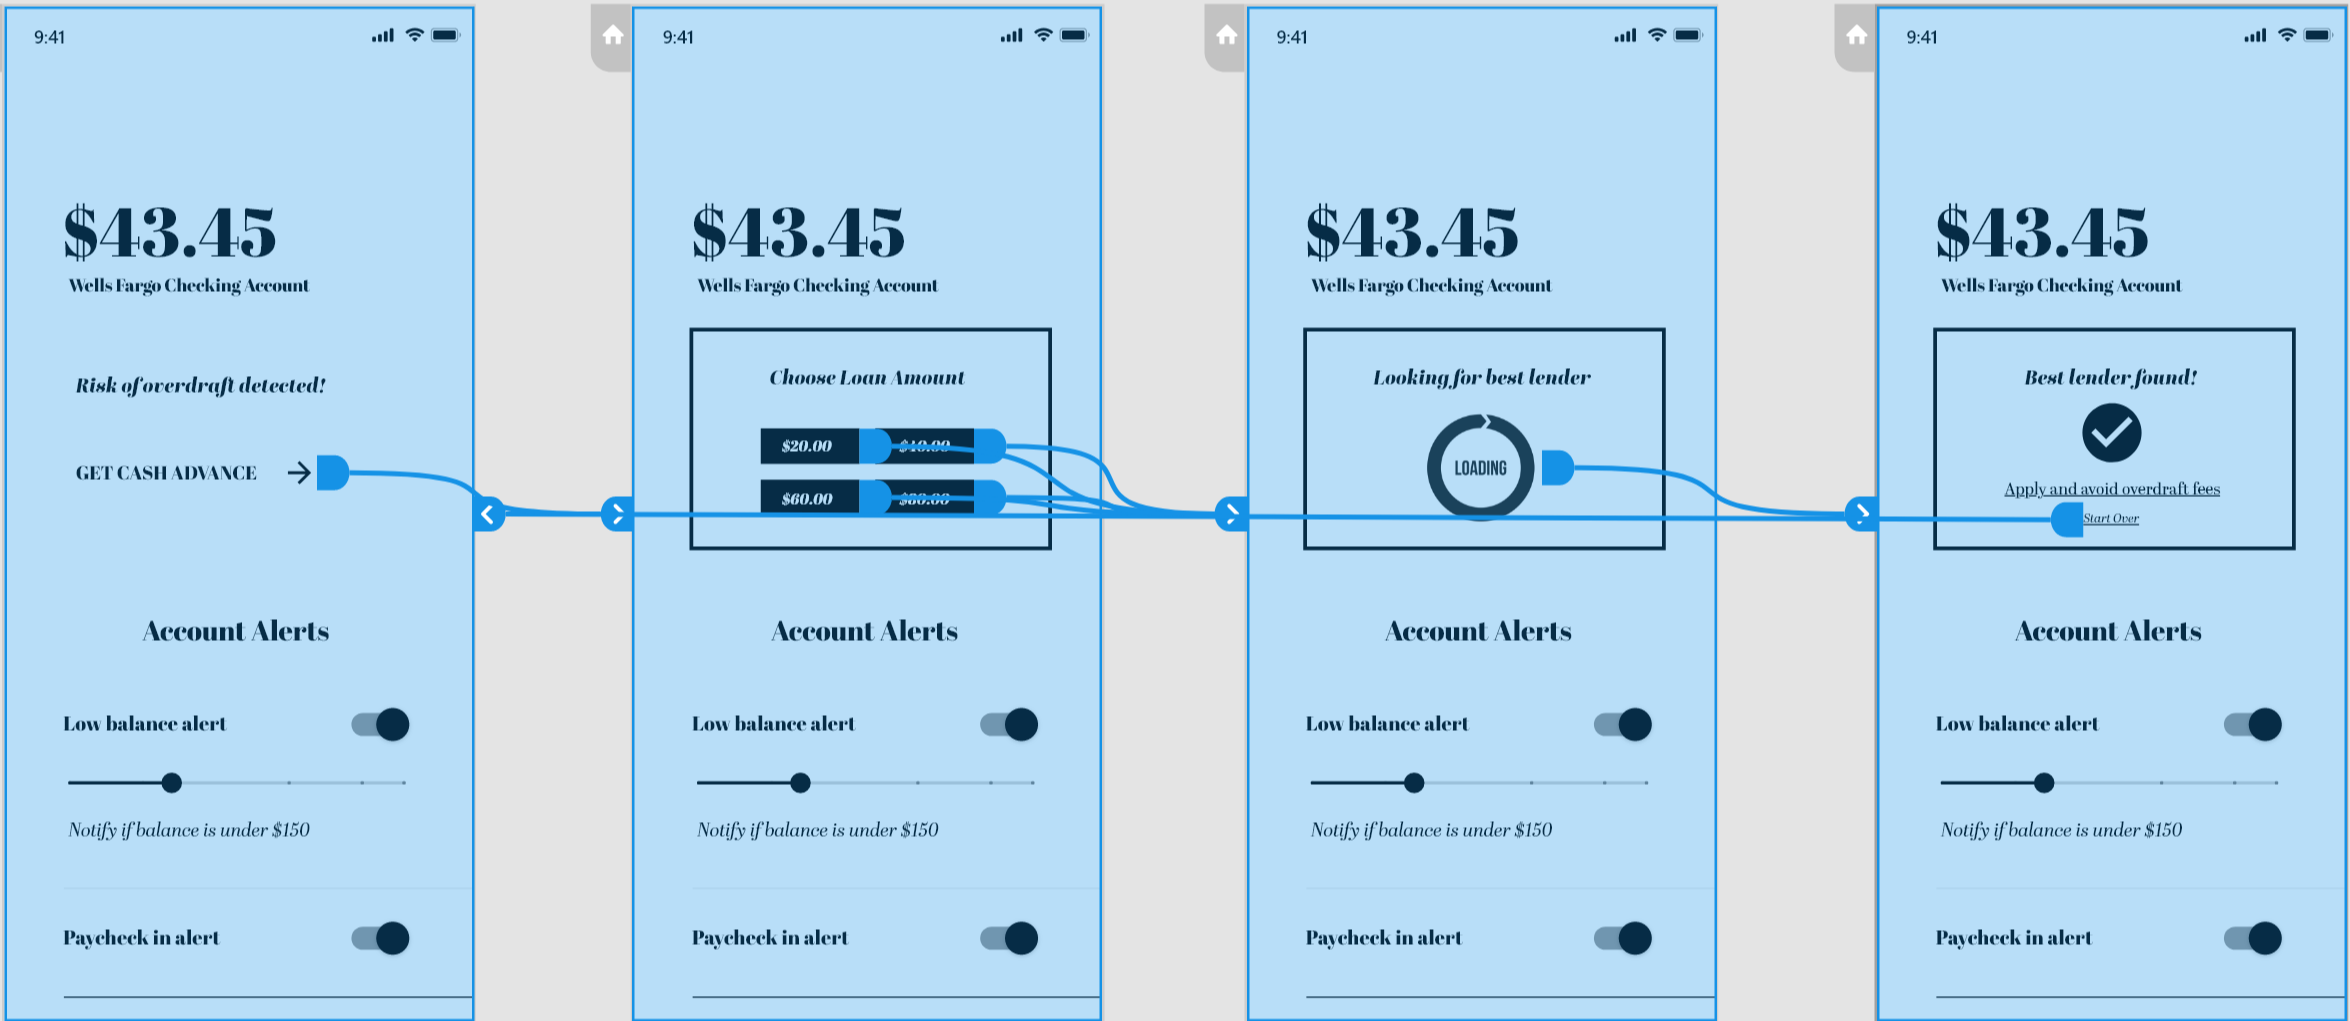 9:41
$43.45
Wells Fargo Checking Account
Risk of overdraft detected!
GET CASH ADVANCE
Account Alerts
Low balance alert
Notify if balance is under $150
Paycheck in alert
9:41
$43.45
Wells Fargo Checking Account
Choose Loan Amount
$20.00 $40.00
$60.00 $80.00
Account Alerts
Low balance alert
Notify if balance is under $150
Paycheck in alert
9:41
$43.45
Wells Fargo Checking Account
Looking for best lender
LOADING
Account Alerts
Low balance alert
Notify if balance is under $150
Paycheck in alert
9:41
$43.45
Wells Fargo Checking Account
Best lender found!
Apply and avoid overdraft fees
Start Over
Account Alerts
Low balance alert
Notify if balance is under $150
Paycheck in alert